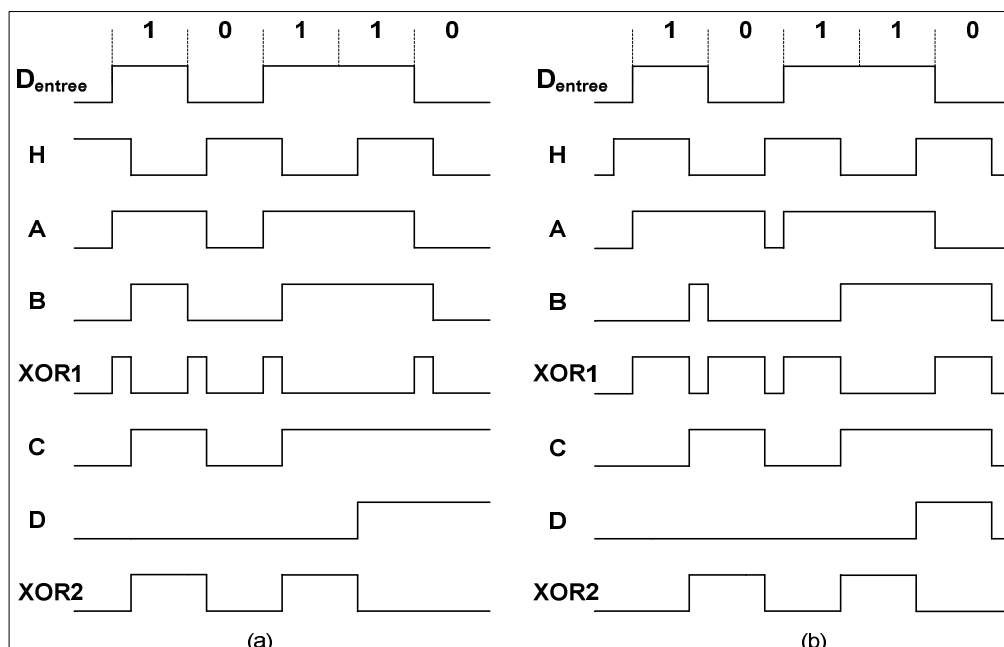 1 0 1 1 0 1 0 1 1 0
Dentree Dentree
H H
A A
B B
XOR1 XOR1
C C
D D
XOR2 XOR2
(a) (b)